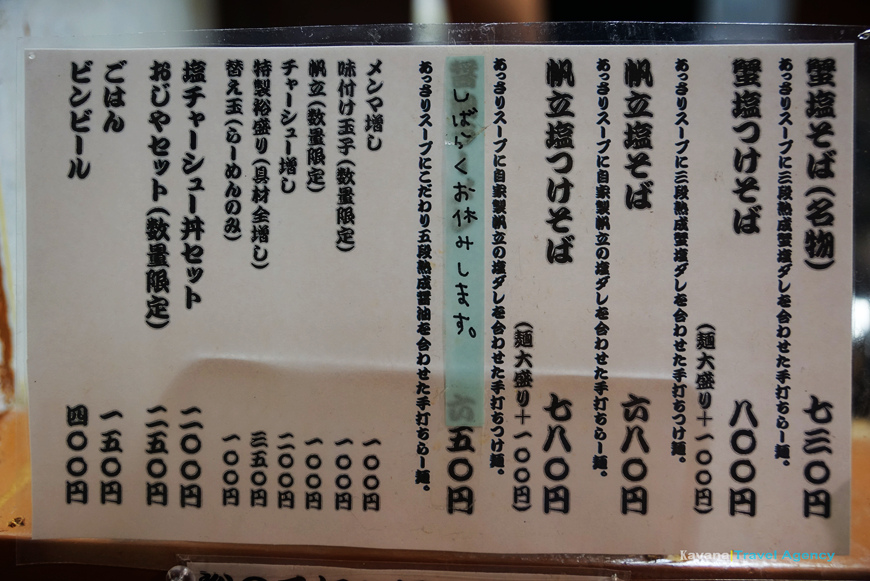 蟹塩そば（名物） 七三〇円
あっさりスープに三段熟成蟹塩ダレを合わせた手打ちらー麺。
蟹塩つけそば 八〇〇円
（麺大盛り＋一〇〇円）
あっさりスープに三段熟成蟹塩ダレを合わせた手打ちつけ麺。
帆立塩そば 六八〇円
あっさりスープに自家製帆立の塩ダレを合わせた手打ちらー麺。
帆立塩つけそば 七八〇円
（麺大盛り＋一〇〇円）
あっさりスープに自家製帆立の塩ダレを合わせた手打ちつけ麺。
しばらくお休みします。 六五〇円
あっさりスープにこだわり五段熟成醤油を合わせた手打ちらー麺。
メンマ増し 一〇〇円
味付け玉子（数量限定） 一〇〇円
帆立（数量限定） 一〇〇円
チャーシュー増し 二〇〇円
特製裕盛り（具材全増し） 三五〇円
替え玉（らーめんのみ） 一〇〇円
塩チャーシュー丼セット 二〇〇円
おじやセット（数量限定） 二五〇円
ごはん 一五〇円
ビンビール 四〇〇円
Kavanel Travel Agency